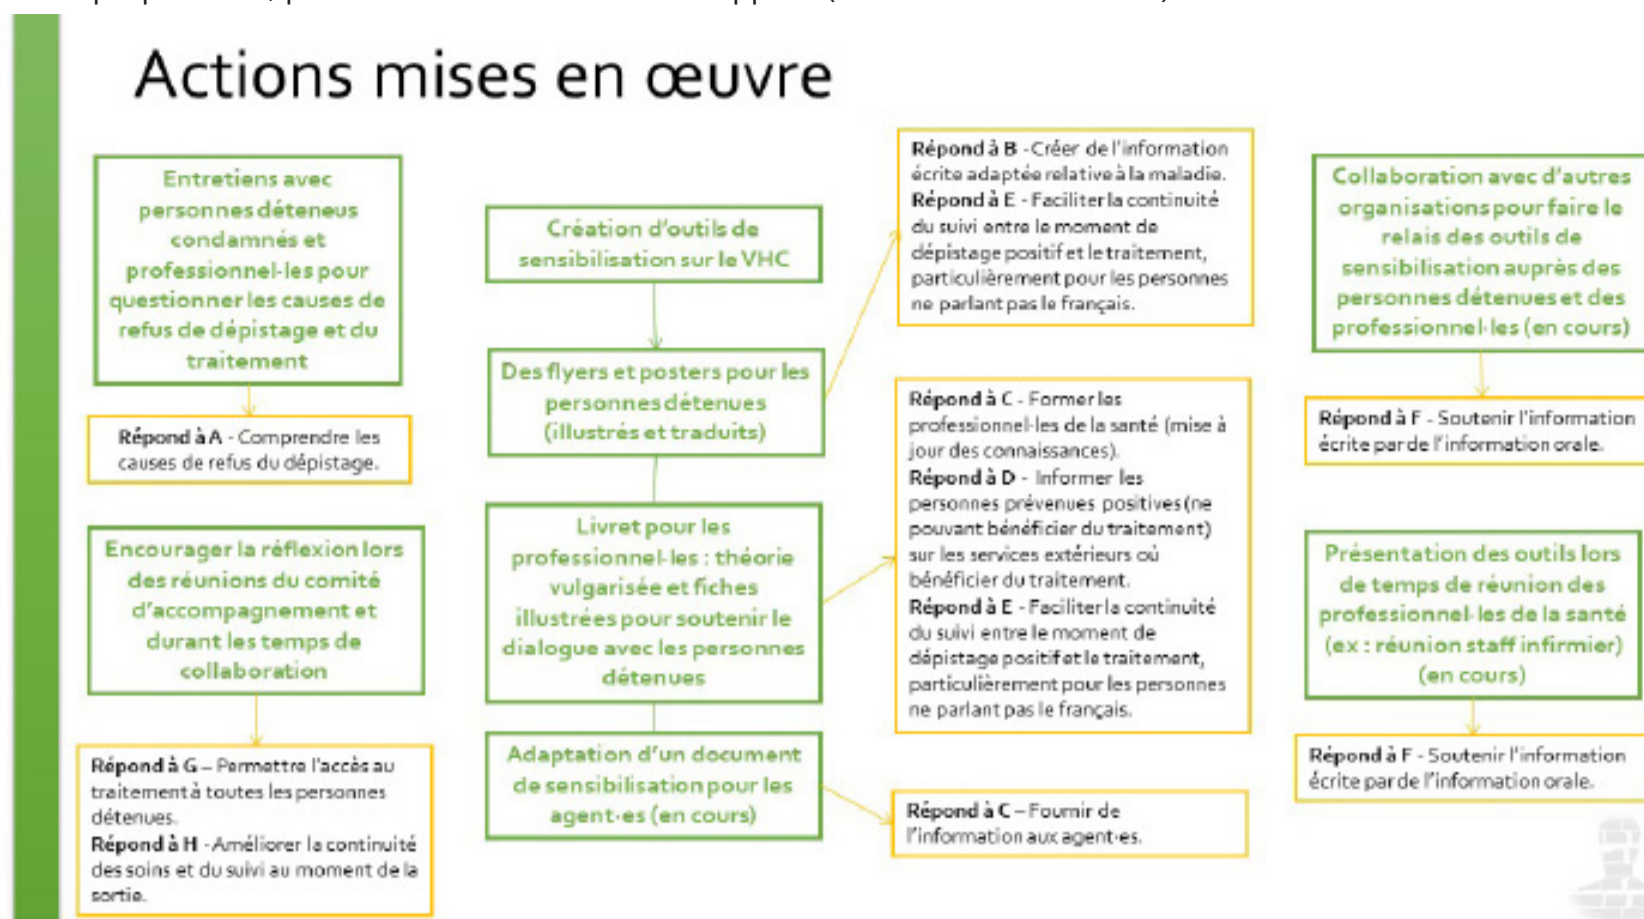 Actions mises en œuvre
Entretiens avec
personnes déteneus
condamnés et
professionnel·les pour
questionner les causes de
refus de dépistage et du
traitement
Répond à A - Comprendre les
causes de refus du dépistage.
Encourager la réflexion lors
des réunions du comité
d'accompagnement et
durant les temps de
collaboration
Répond à G – Permettre l'accès au
traitement à toutes les personnes
détenues.
Répond à H - Améliorer la continuité
des soins et du suivi au moment de la
sortie.
Création d'outils de
sensibilisation sur le VHC
Des flyers et posters pour les
personnes détenues
(illustrés et traduits)
Livret pour les
professionnel·les : théorie
vulgarisée et fiches
illustrées pour soutenir le
dialogue avec les personnes
détenues
Adaptation d'un document
de sensibilisation pour les
agent·es (en cours)
Répond à B - Créer de l'information
écrite adaptée relative à la maladie.
Répond à E - Faciliter la continuité
du suivi entre le moment de
dépistage positif et le traitement,
particulièrement pour les personnes
ne parlant pas le français.
Répond à C - Former les
professionnel·les de la santé (mise à
jour des connaissances).
Répond à D - Informer les
personnes prévenues positives (ne
pouvant bénéficier du traitement)
sur les services extérieurs où
bénéficier du traitement.
Répond à E - Faciliter la continuité
du suivi entre le moment de
dépistage positif et le traitement,
particulièrement pour les personnes
ne parlant pas le français.
Répond à C – Fournir de
l'information aux agent·es.
Collaboration avec d'autres
organisations pour faire le
relais des outils de
sensibilisation auprès des
personnes détenues et des
professionnel·les (en cours)
Répond à F - Soutenir l'information
écrite par de l'information orale.
Présentation des outils lors
de temps de réunion des
professionnel·les de la santé
(ex : réunion staff infirmier)
(en cours)
Répond à F - Soutenir l'information
écrite par de l'information orale.